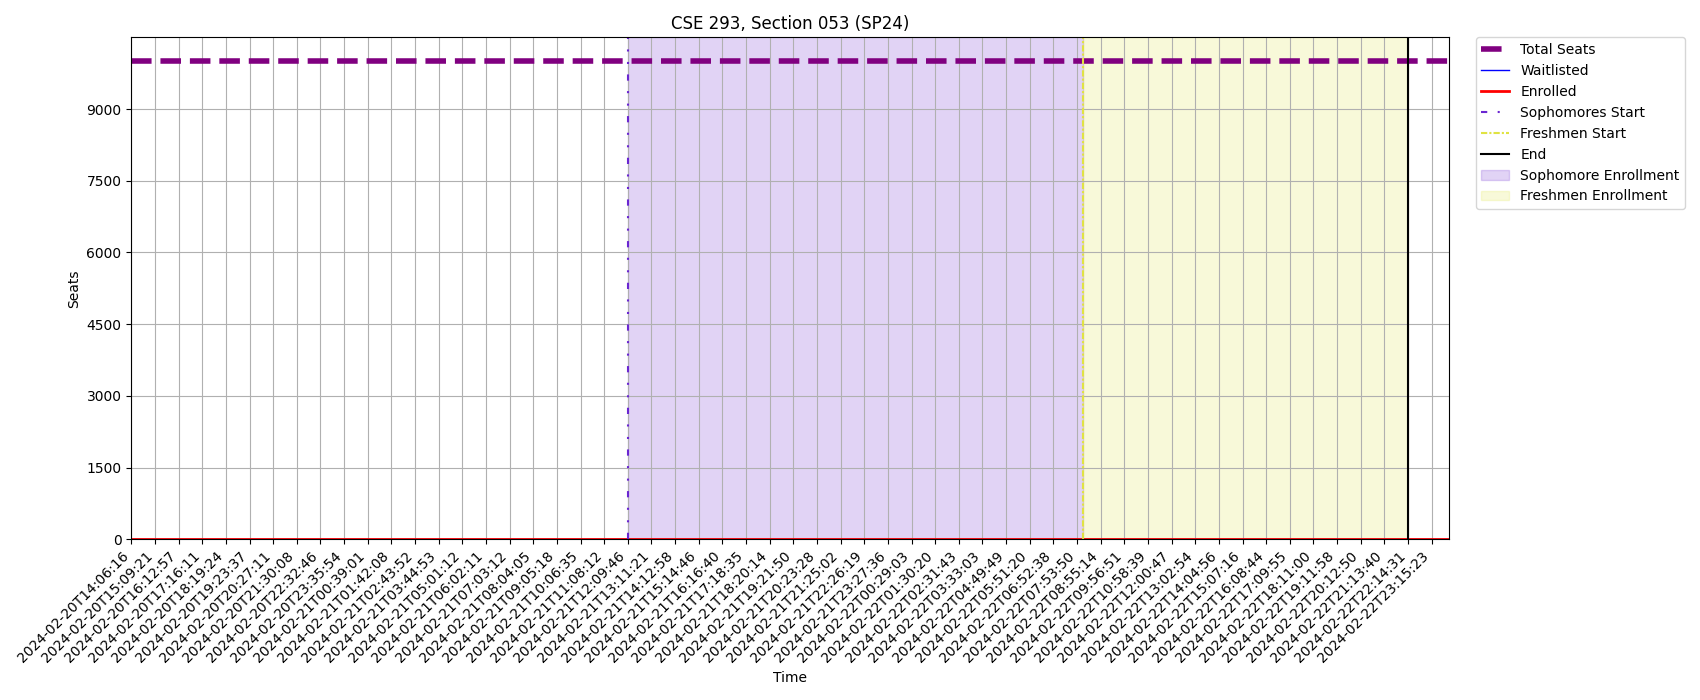 CSE 293, Section 053 (SP24)
Total Seats
Waitlisted
Enrolled
Sophomores Start
Freshmen Start
End
Sophomore Enrollment
Freshmen Enrollment
Seats
9000
7500
6000
4500
3000
1500
0
2024-02-20T14:06:16
2024-02-20T15:09:21
2024-02-20T16:12:57
2024-02-20T17:16:11
2024-02-20T18:19:24
2024-02-20T19:23:37
2024-02-20T20:27:11
2024-02-20T21:30:08
2024-02-20T22:32:46
2024-02-20T23:35:54
2024-02-21T00:39:01
2024-02-21T01:42:08
2024-02-21T02:43:52
2024-02-21T03:44:53
2024-02-21T05:01:12
2024-02-21T06:02:11
2024-02-21T07:03:12
2024-02-21T08:04:05
2024-02-21T09:05:18
2024-02-21T10:06:35
2024-02-21T11:08:12
2024-02-21T12:09:46
2024-02-21T13:11:21
2024-02-21T14:12:58
2024-02-21T15:14:46
2024-02-21T16:16:40
2024-02-21T17:18:35
2024-02-21T18:20:14
2024-02-21T19:21:50
2024-02-21T20:23:28
2024-02-21T21:25:02
2024-02-21T22:26:19
2024-02-21T23:27:36
2024-02-22T00:29:03
2024-02-22T01:30:20
2024-02-22T02:31:43
2024-02-22T03:33:03
2024-02-22T04:49:49
2024-02-22T05:51:20
2024-02-22T06:52:38
2024-02-22T07:53:50
2024-02-22T08:55:14
2024-02-22T09:56:51
2024-02-22T10:58:39
2024-02-22T12:00:47
2024-02-22T13:02:54
2024-02-22T14:04:56
2024-02-22T15:07:16
2024-02-22T16:08:44
2024-02-22T17:09:55
2024-02-22T18:11:00
2024-02-22T19:11:58
2024-02-22T20:12:50
2024-02-22T21:13:40
2024-02-22T22:14:31
2024-02-22T23:15:23
Time